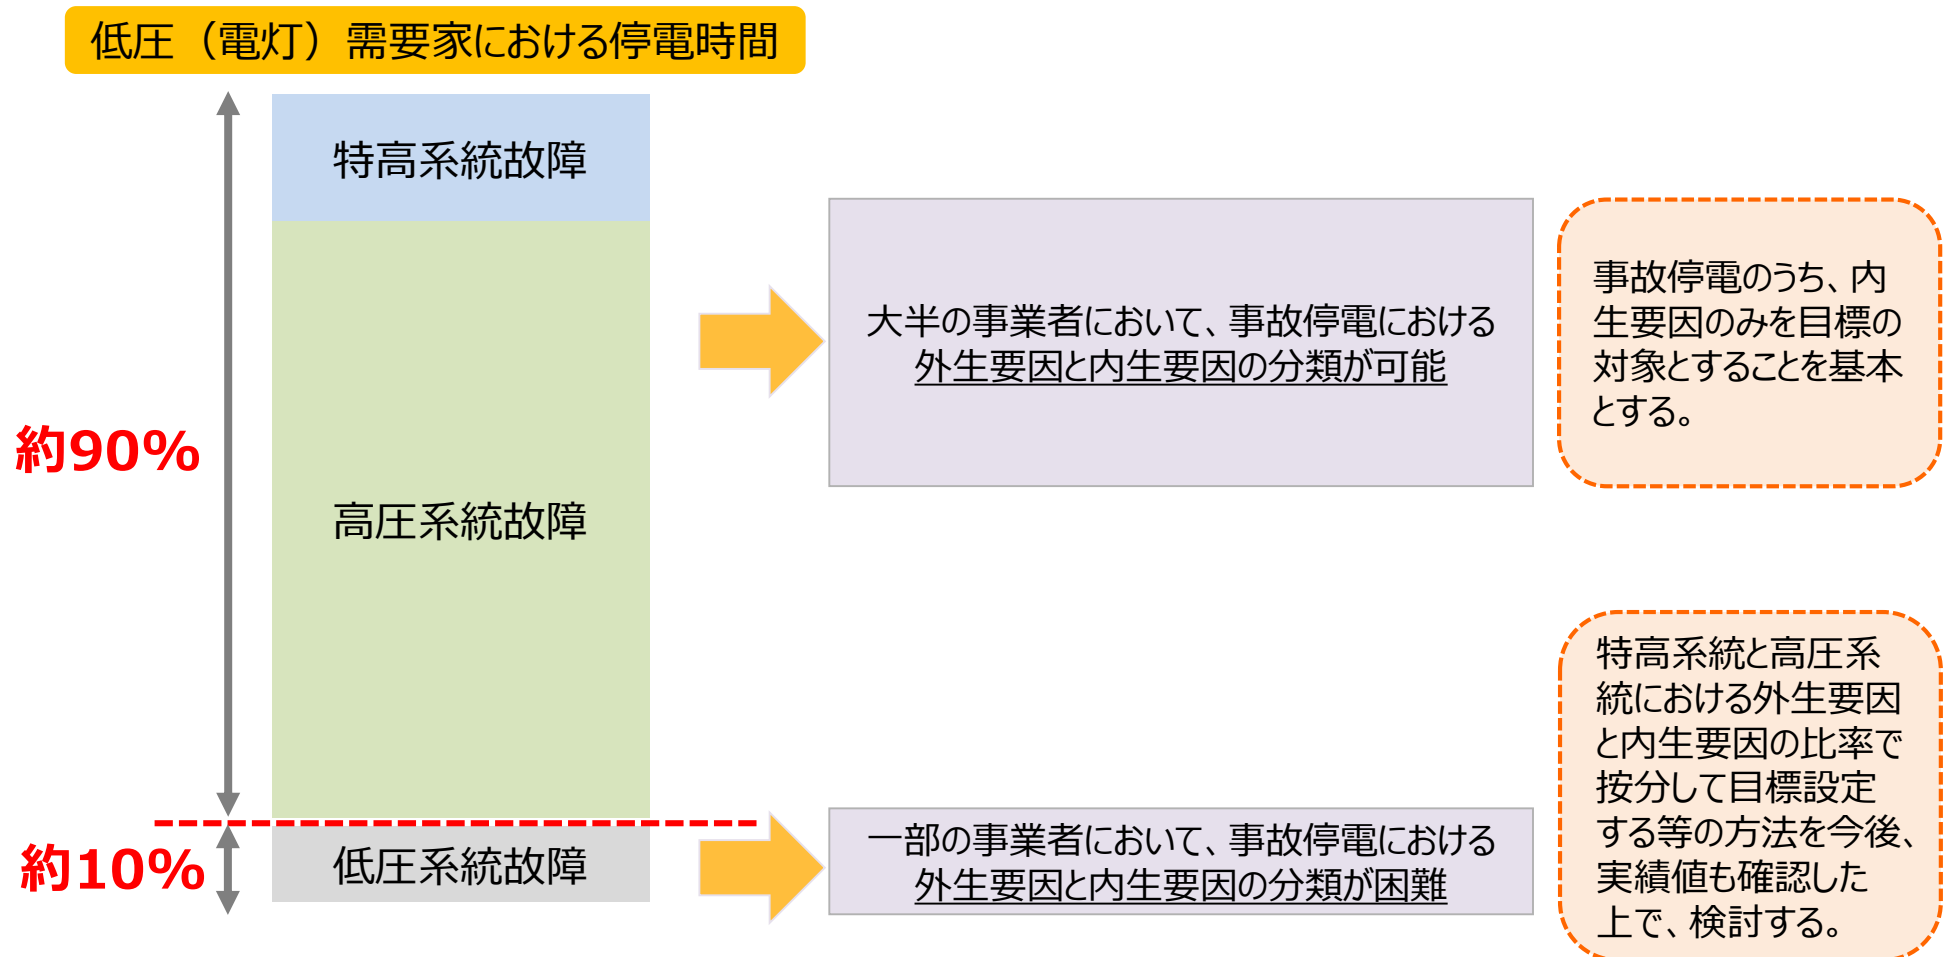 低圧（電灯）需要家における停電時間
特高系統故障
高圧系統故障
低圧系統故障
約90%
約10%
大半の事業者において、事故停電における
外生要因と内生要因の分類が可能
一部の事業者において、事故停電における
外生要因と内生要因の分類が困難
事故停電のうち、内
生要因のみを目標の
対象とすることを基本
とする。
特高系統と高圧系
統における外生要因
と内生要因の比率で
按分して目標設定
する等の方法を今後、
実績値も確認した
上で、検討する。